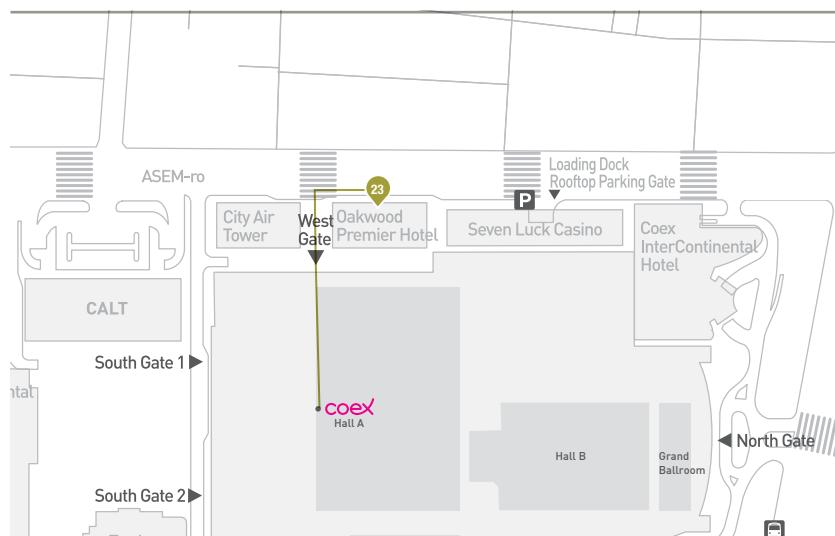 Loading Dock
Rooftop Parking Gate
ASEM-ro
23
P
City Air
Tower
West
Gate
Oakwood
Premier Hotel
Seven Luck Casino
Coex
InterContinental
Hotel
CALT
South Gate 1
ntal
coex
Hall A
North Gate
Hall B
Grand
Ballroom
South Gate 2